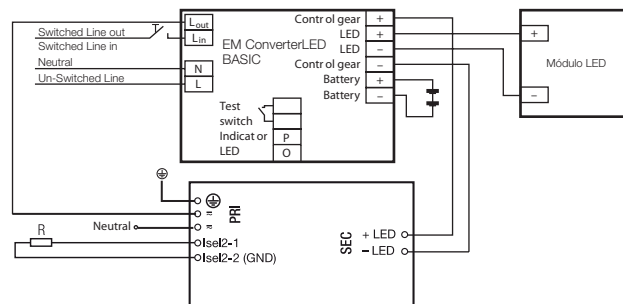 Switched Line out
Switched Line in
Neutral
Un-Switched Line
Lout
Lin
N
L
EM ConverterLED
BASIC
Test
switch
Indicator
LED
P
O
Control gear +
LED +
LED –
Control gear –
Battery +
Battery –
+
Módulo LED
–
PRI
=
≂
Neutral
R
Isel2-1
Isel2-2 (GND)
SEC
+ LED
– LED